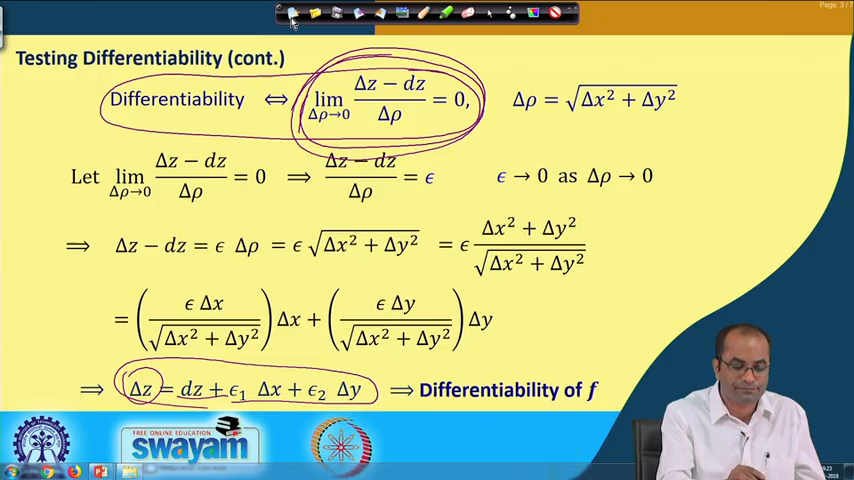 Page: 3 / 7
Testing Differentiability (cont.)
Differentiability ⇔ lim_{Δρ→0} (Δz − dz)/Δρ = 0, Δρ = √(Δx² + Δy²)
Let lim_{Δρ→0} (Δz − dz)/Δρ = 0 ⟹ (Δz − dz)/Δρ = ϵ ϵ → 0 as Δρ → 0
⟹ Δz − dz = ϵ Δρ = ϵ √(Δx² + Δy²) = ϵ (Δx² + Δy²)/√(Δx² + Δy²)
= (ϵ Δx/√(Δx² + Δy²)) Δx + (ϵ Δy/√(Δx² + Δy²)) Δy
⟹ Δz = dz + ϵ₁ Δx + ϵ₂ Δy ⟹ Differentiability of f
FREE ONLINE EDUCATION
swayam